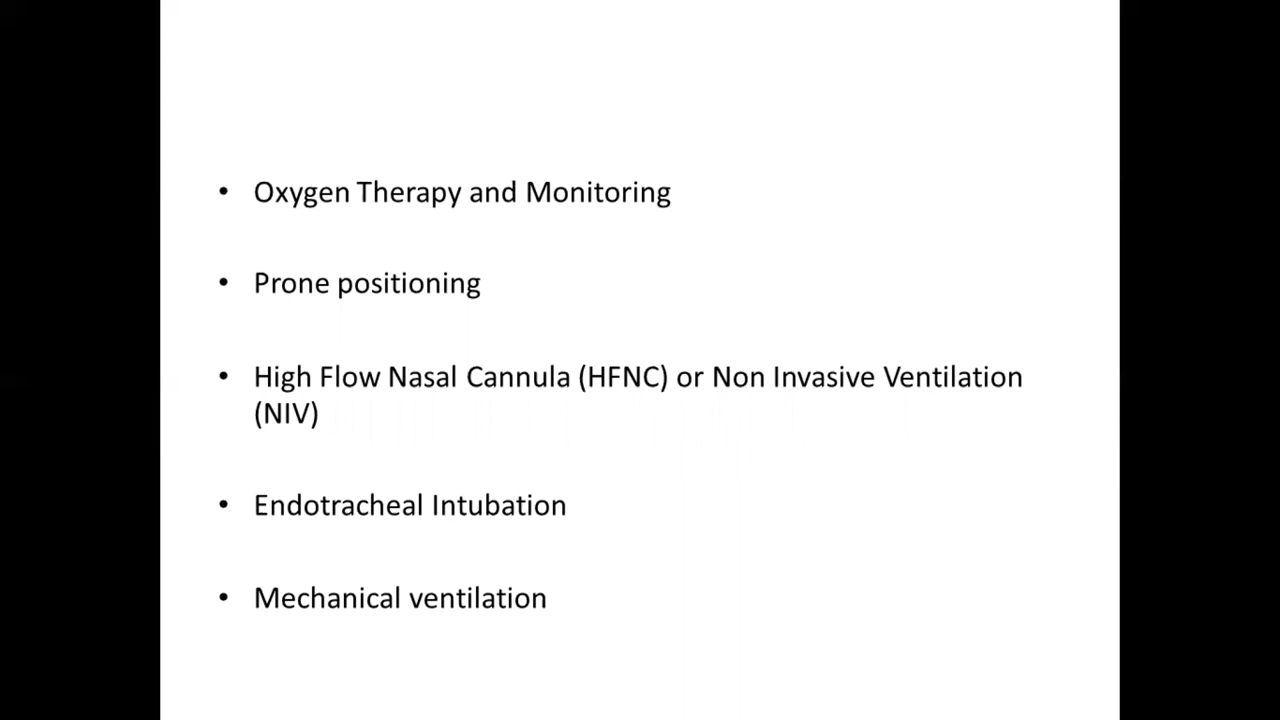 • Oxygen Therapy and Monitoring
• Prone positioning
• High Flow Nasal Cannula (HFNC) or Non Invasive Ventilation
(NIV)
• Endotracheal Intubation
• Mechanical ventilation